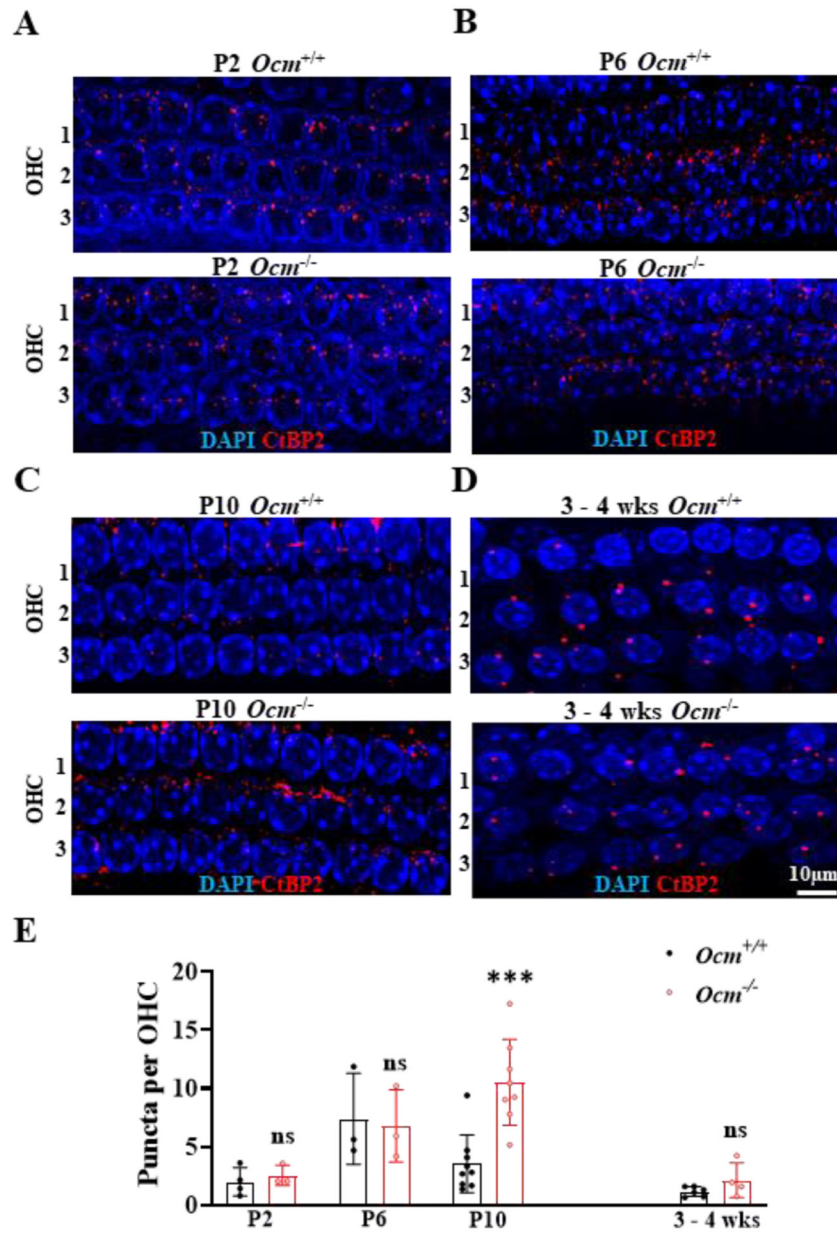 A
B
P2 Ocm+/+
P6 Ocm+/+
OHC
1
2
3
1
2
3
P2 Ocm-/-
P6 Ocm-/-
OHC
1
2
3
1
2
3
DAPI CtBP2
DAPI CtBP2
C
D
P10 Ocm+/+
3 - 4 wks Ocm+/+
OHC
1
2
3
1
2
3
P10 Ocm-/-
3 - 4 wks Ocm-/-
OHC
1
2
3
1
2
3
DAPI CtBP2
DAPI CtBP2
10µm
E
Puncta per OHC
20
15
10
5
0
ns
ns
***
ns
Ocm+/+
Ocm-/-
P2
P6
P10
3 - 4 wks